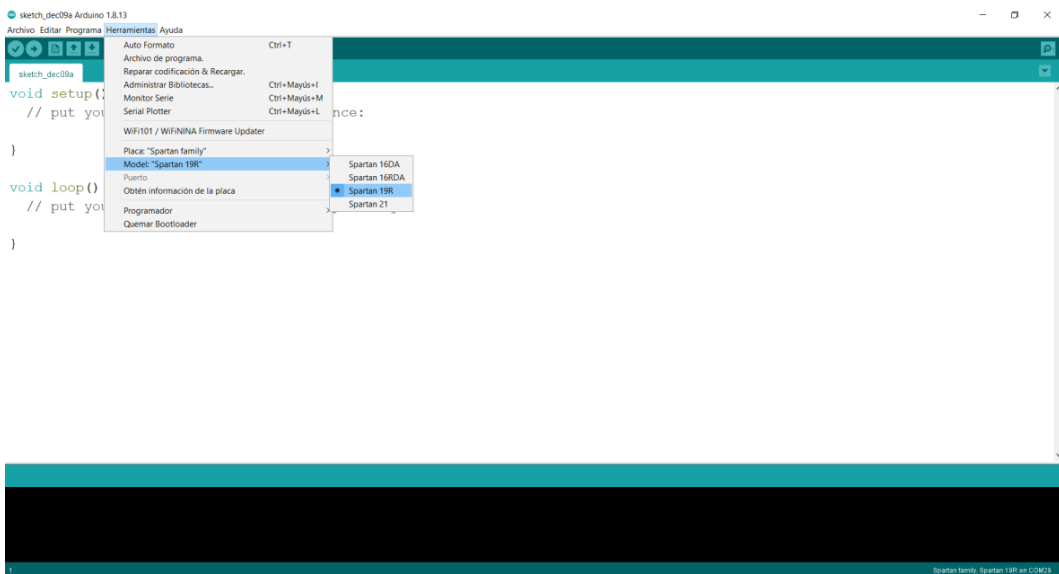 sketch_dec09a Arduino 1.8.13
Archivo Editar Programa Herramientas Ayuda
sketch_dec09a
Auto Formato Ctrl+T
Archivo de programa.
Reparar codificación & Recargar.
Administrar Bibliotecas... Ctrl+Mayús+I
Monitor Serie Ctrl+Mayús+M
Serial Plotter Ctrl+Mayús+L
WiFi101 / WiFiNINA Firmware Updater
Placa: "Spartan family"
Model: "Spartan 19R"
Puerto
Obtén información de la placa
Programador
Quemar Bootloader
Spartan 16DA
Spartan 16RDA
Spartan 19R
Spartan 21
void setup()
// put you nce:
}
void loop()
// put you
}
1 Spartan family, Spartan 19R en COM29